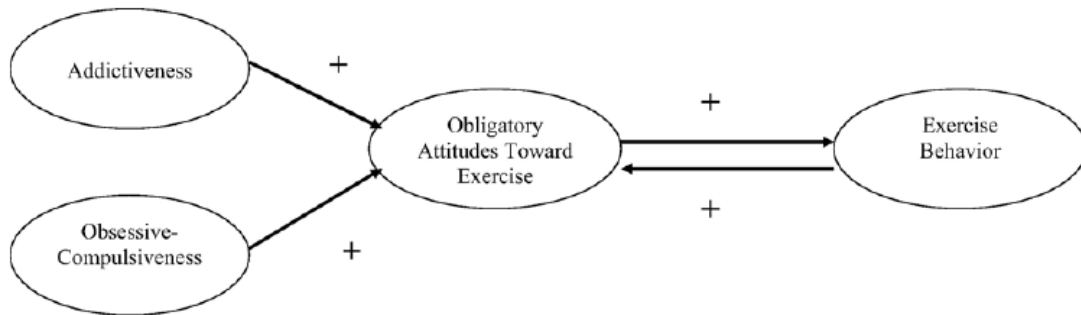 Addictiveness
+
Obligatory
Attitudes Toward
Exercise
+
Exercise
Behavior
+
Obsessive-
Compulsiveness
+